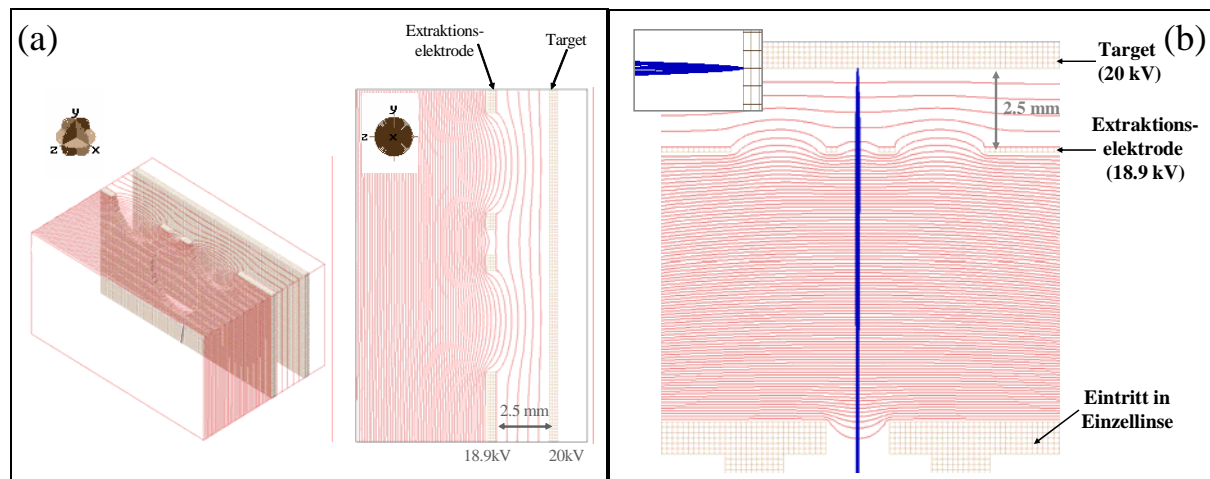 (a)
Extraktions-
elektrode
Target
y
z
x
y
z
x
2.5 mm
18.9kV
20kV
(b)
Target
(20 kV)
2.5 mm
Extraktions-
elektrode
(18.9 kV)
Eintritt in
Einzellinse